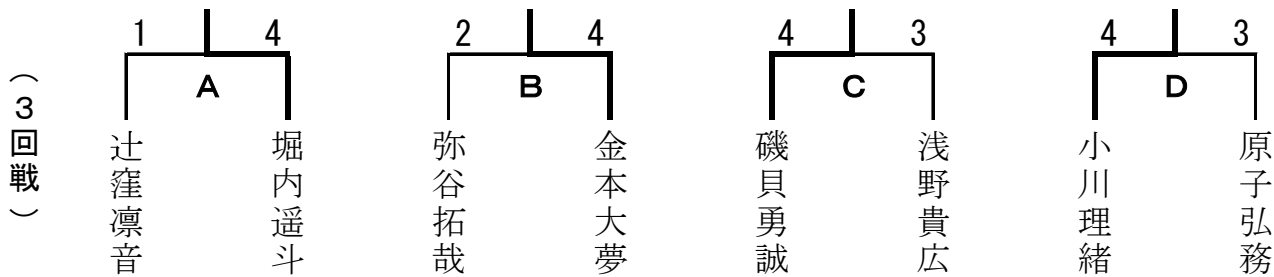 (3回戦)
1 4
A
辻窪凛音
堀内遥斗
2 4
B
弥谷拓哉
金本大夢
4 3
C
磯貝勇誠
浅野貴広
4 3
D
小川理緒
原子弘務